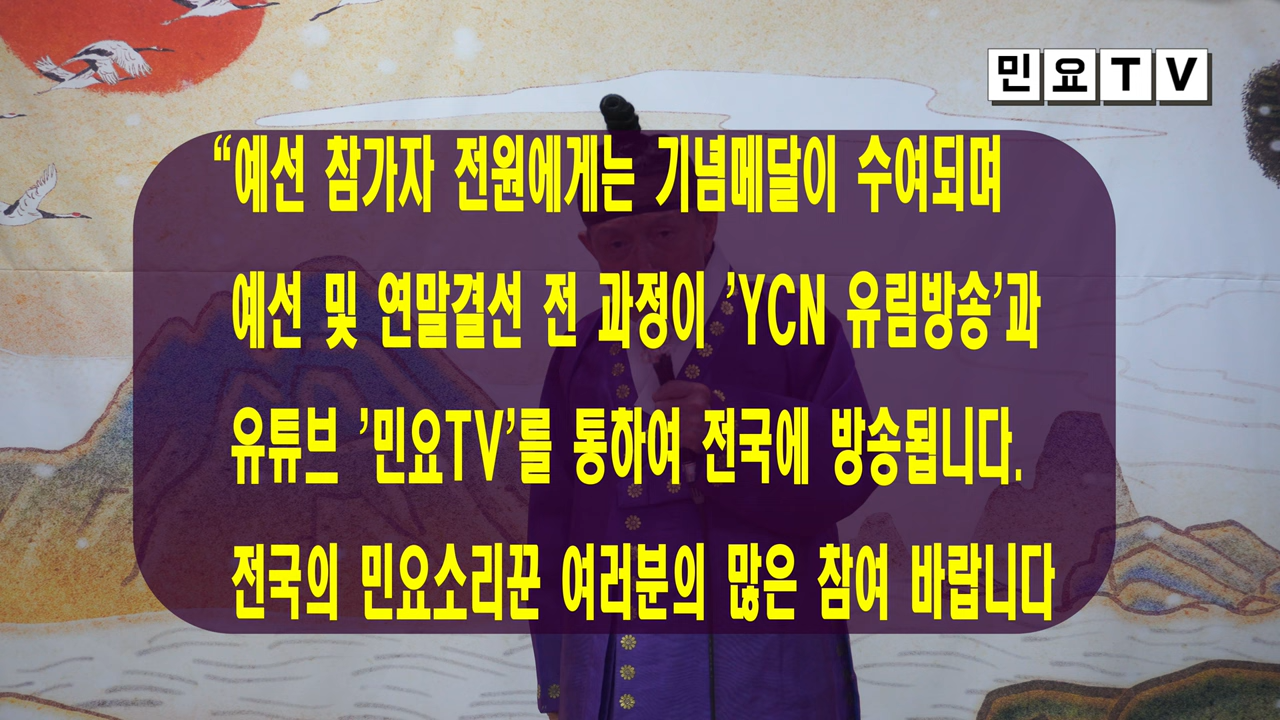 민요TV
“예선 참가자 전원에게는 기념메달이 수여되며
예선 및 연말결선 전 과정이 ’YCN 유림방송’과
유튜브 ’민요TV’를 통하여 전국에 방송됩니다.
전국의 민요소리꾼 여러분의 많은 참여 바랍니다